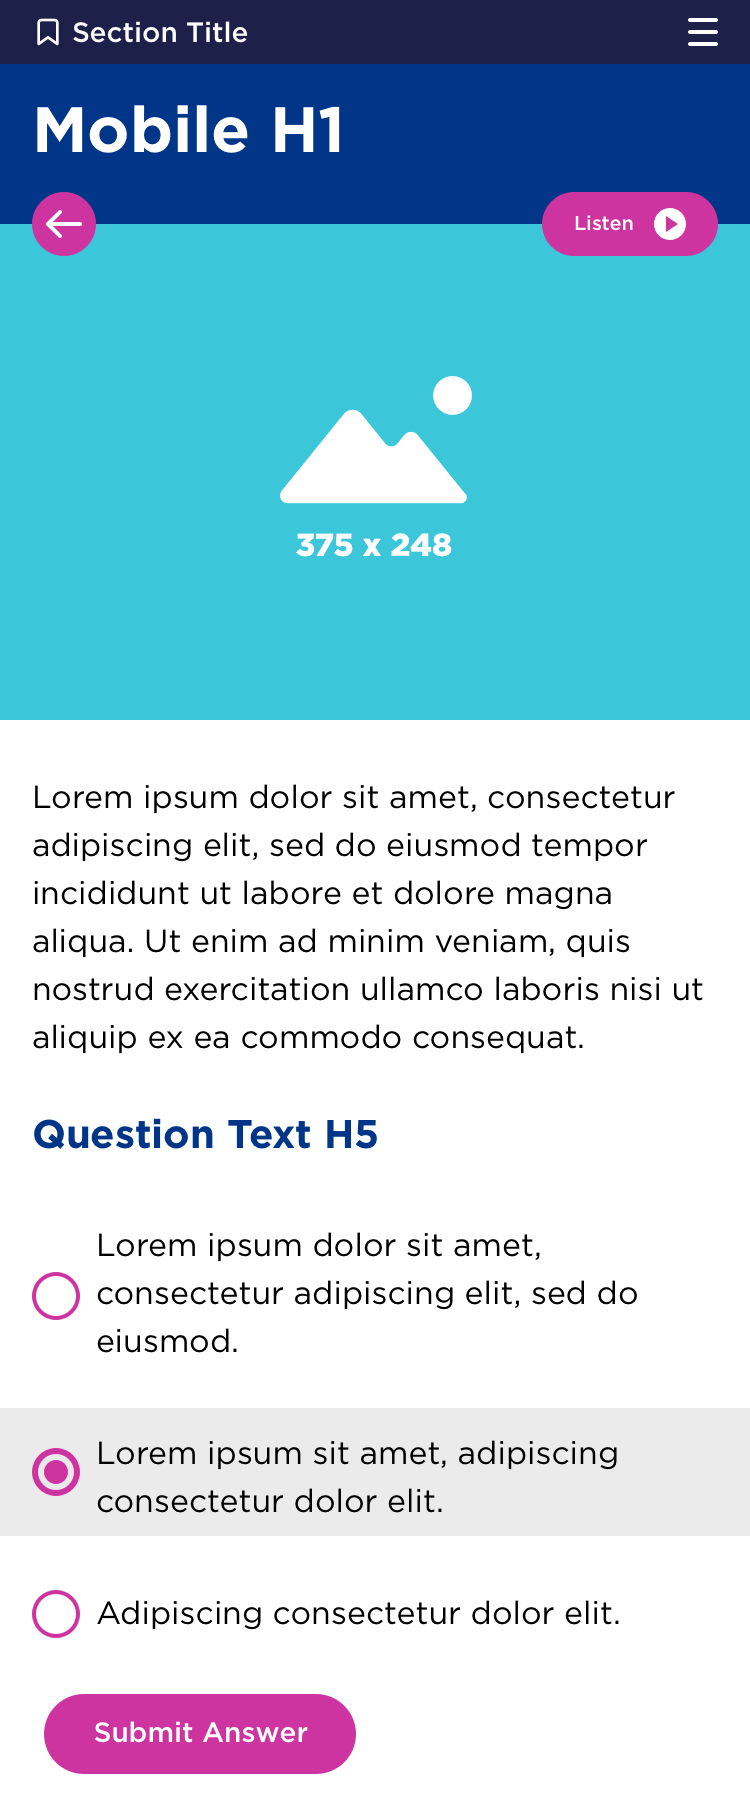 Section Title
Mobile H1
Listen
375 x 248
Lorem ipsum dolor sit amet, consectetur
adipiscing elit, sed do eiusmod tempor
incididunt ut labore et dolore magna
aliqua. Ut enim ad minim veniam, quis
nostrud exercitation ullamco laboris nisi ut
aliquip ex ea commodo consequat.
Question Text H5
Lorem ipsum dolor sit amet,
consectetur adipiscing elit, sed do
eiusmod.
Lorem ipsum sit amet, adipiscing
consectetur dolor elit.
Adipiscing consectetur dolor elit.
Submit Answer